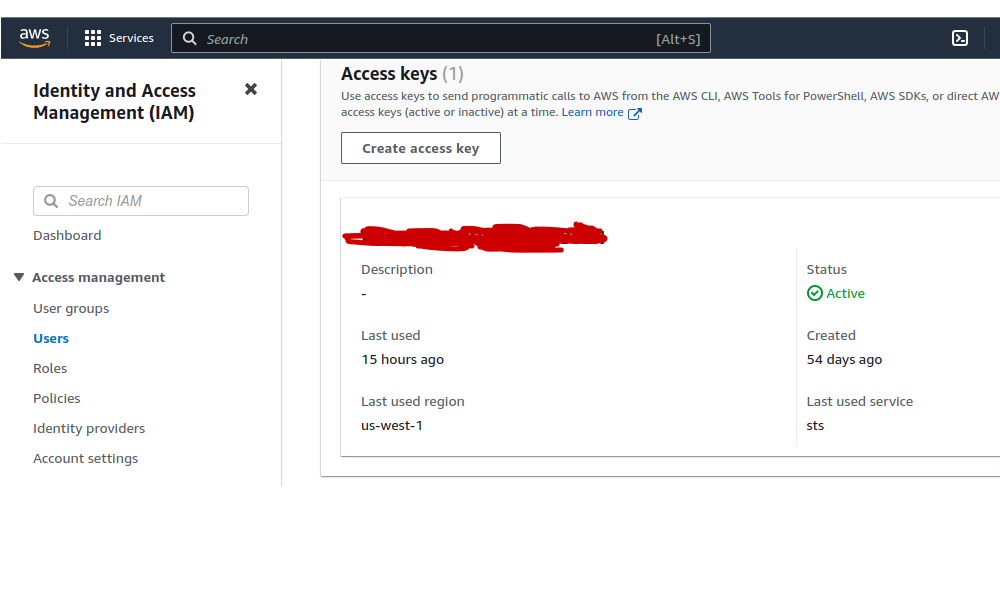 aws
Services
Search
[Alt+S]
Identity and Access Management (IAM)
Search IAM
Dashboard
Access management
User groups
Users
Roles
Policies
Identity providers
Account settings
Access keys (1)
Use access keys to send programmatic calls to AWS from the AWS CLI, AWS Tools for PowerShell, AWS SDKs, or direct AW
access keys (active or inactive) at a time. Learn more
Create access key
Description
-
Status
Active
Last used
15 hours ago
Created
54 days ago
Last used region
us-west-1
Last used service
sts